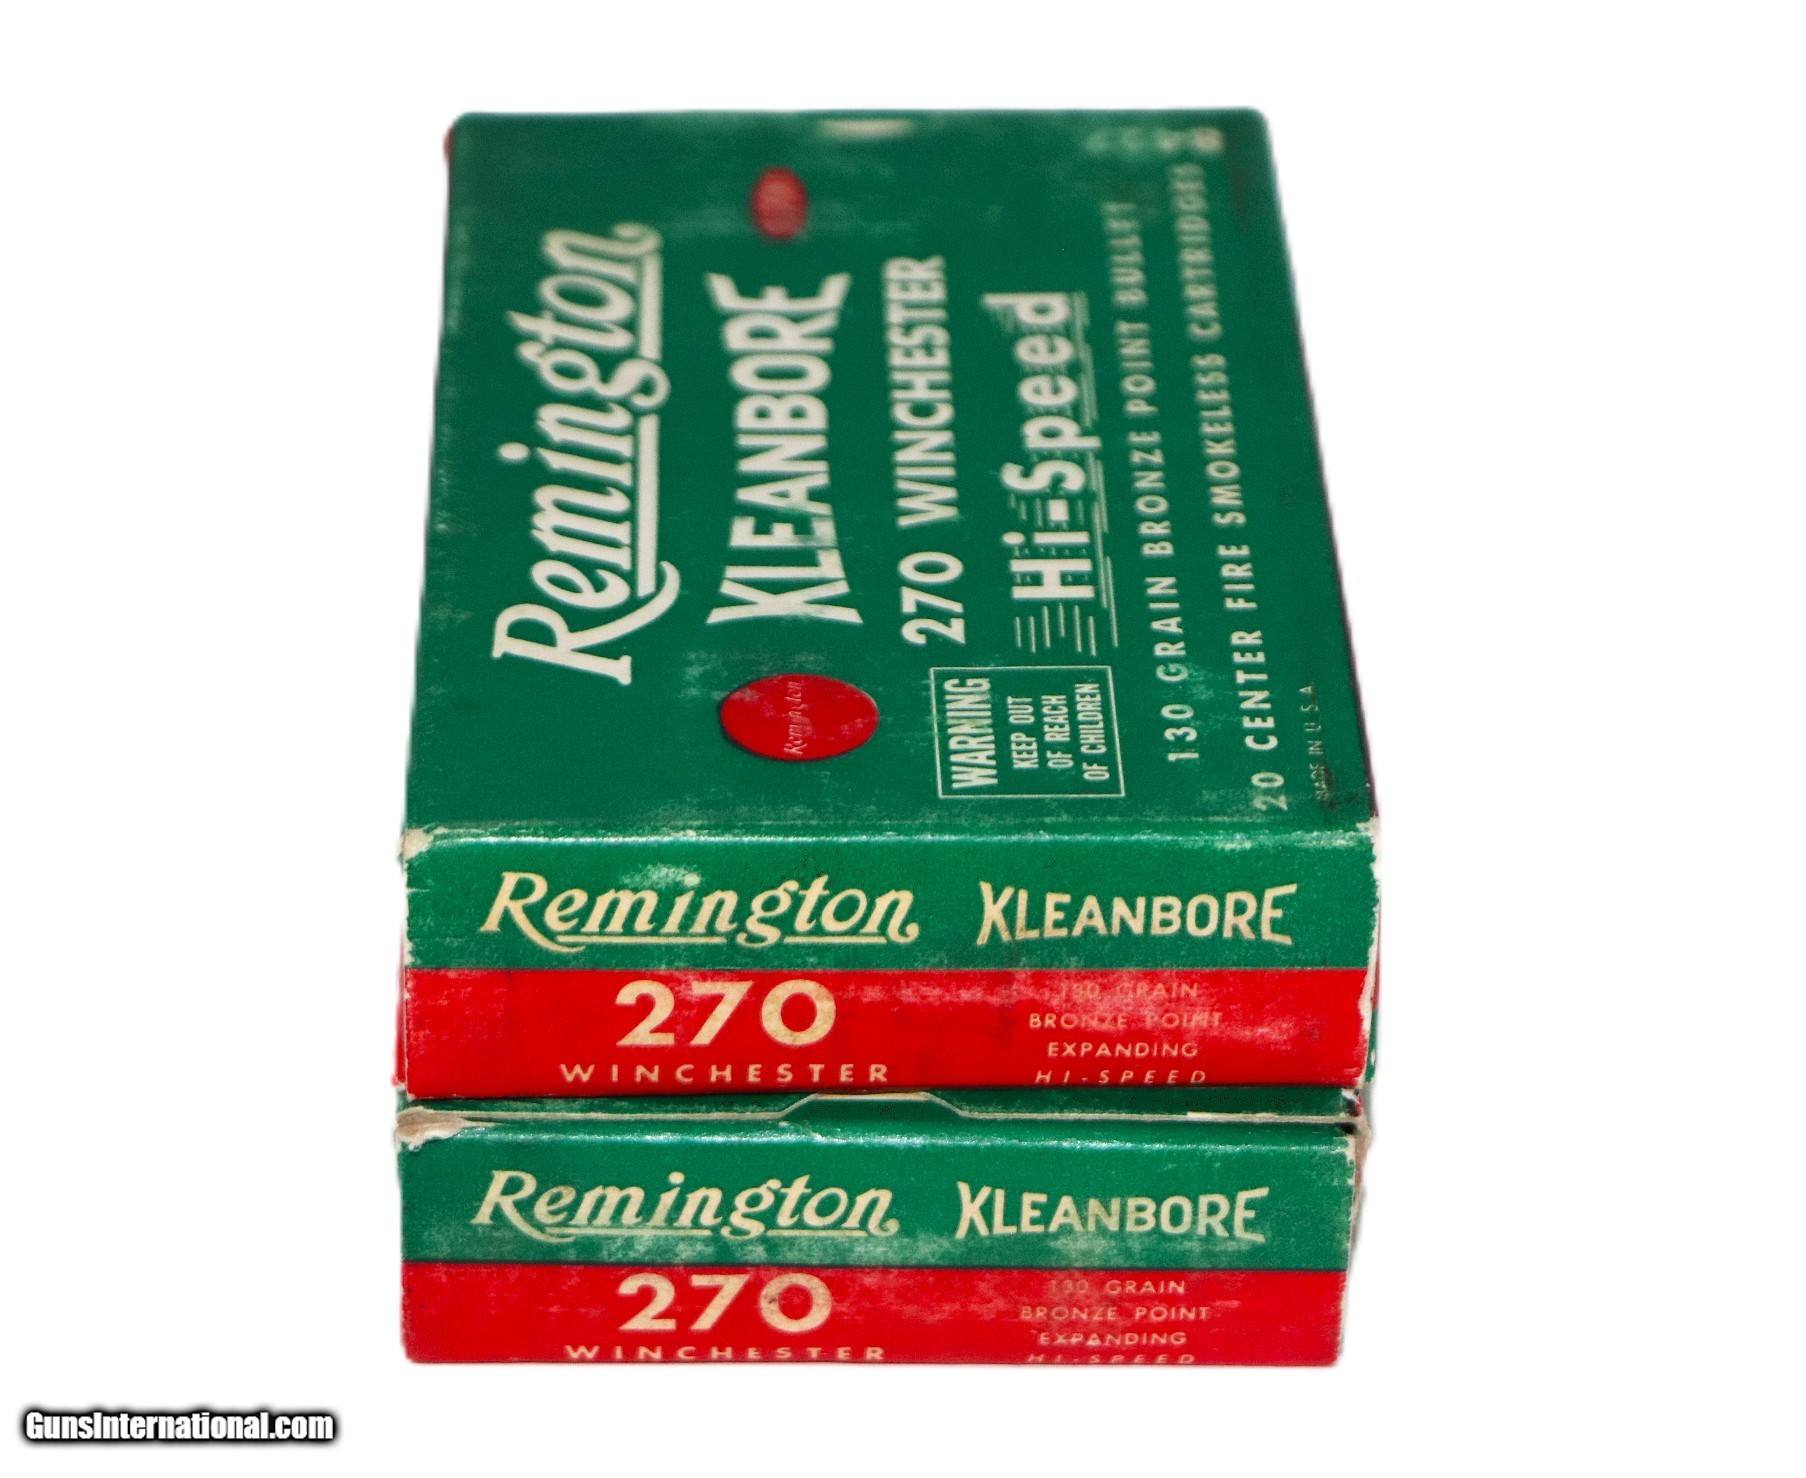 Remington
KLEANBORE
270 WINCHESTER
Hi-Speed
130 GRAIN BRONZE POINT BULLET
20 CENTER FIRE SMOKELESS CARTRIDGES
MADE IN U.S.A.
WARNING
KEEP OUT
OF REACH
OF CHILDREN
Remington
Remington KLEANBORE
270
WINCHESTER
130 GRAIN
BRONZE POINT
EXPANDING
HI-SPEED
Remington KLEANBORE
270
WINCHESTER
130 GRAIN
BRONZE POINT
EXPANDING
HI-SPEED
GunsInternational.com